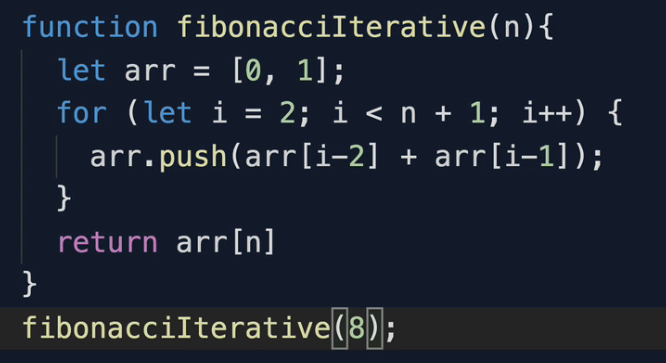 function fibonacciIterative(n){
  let arr = [0, 1];
  for (let i = 2; i < n + 1; i++) {
    arr.push(arr[i-2] + arr[i-1]);
  }
  return arr[n]
}
fibonacciIterative(8);